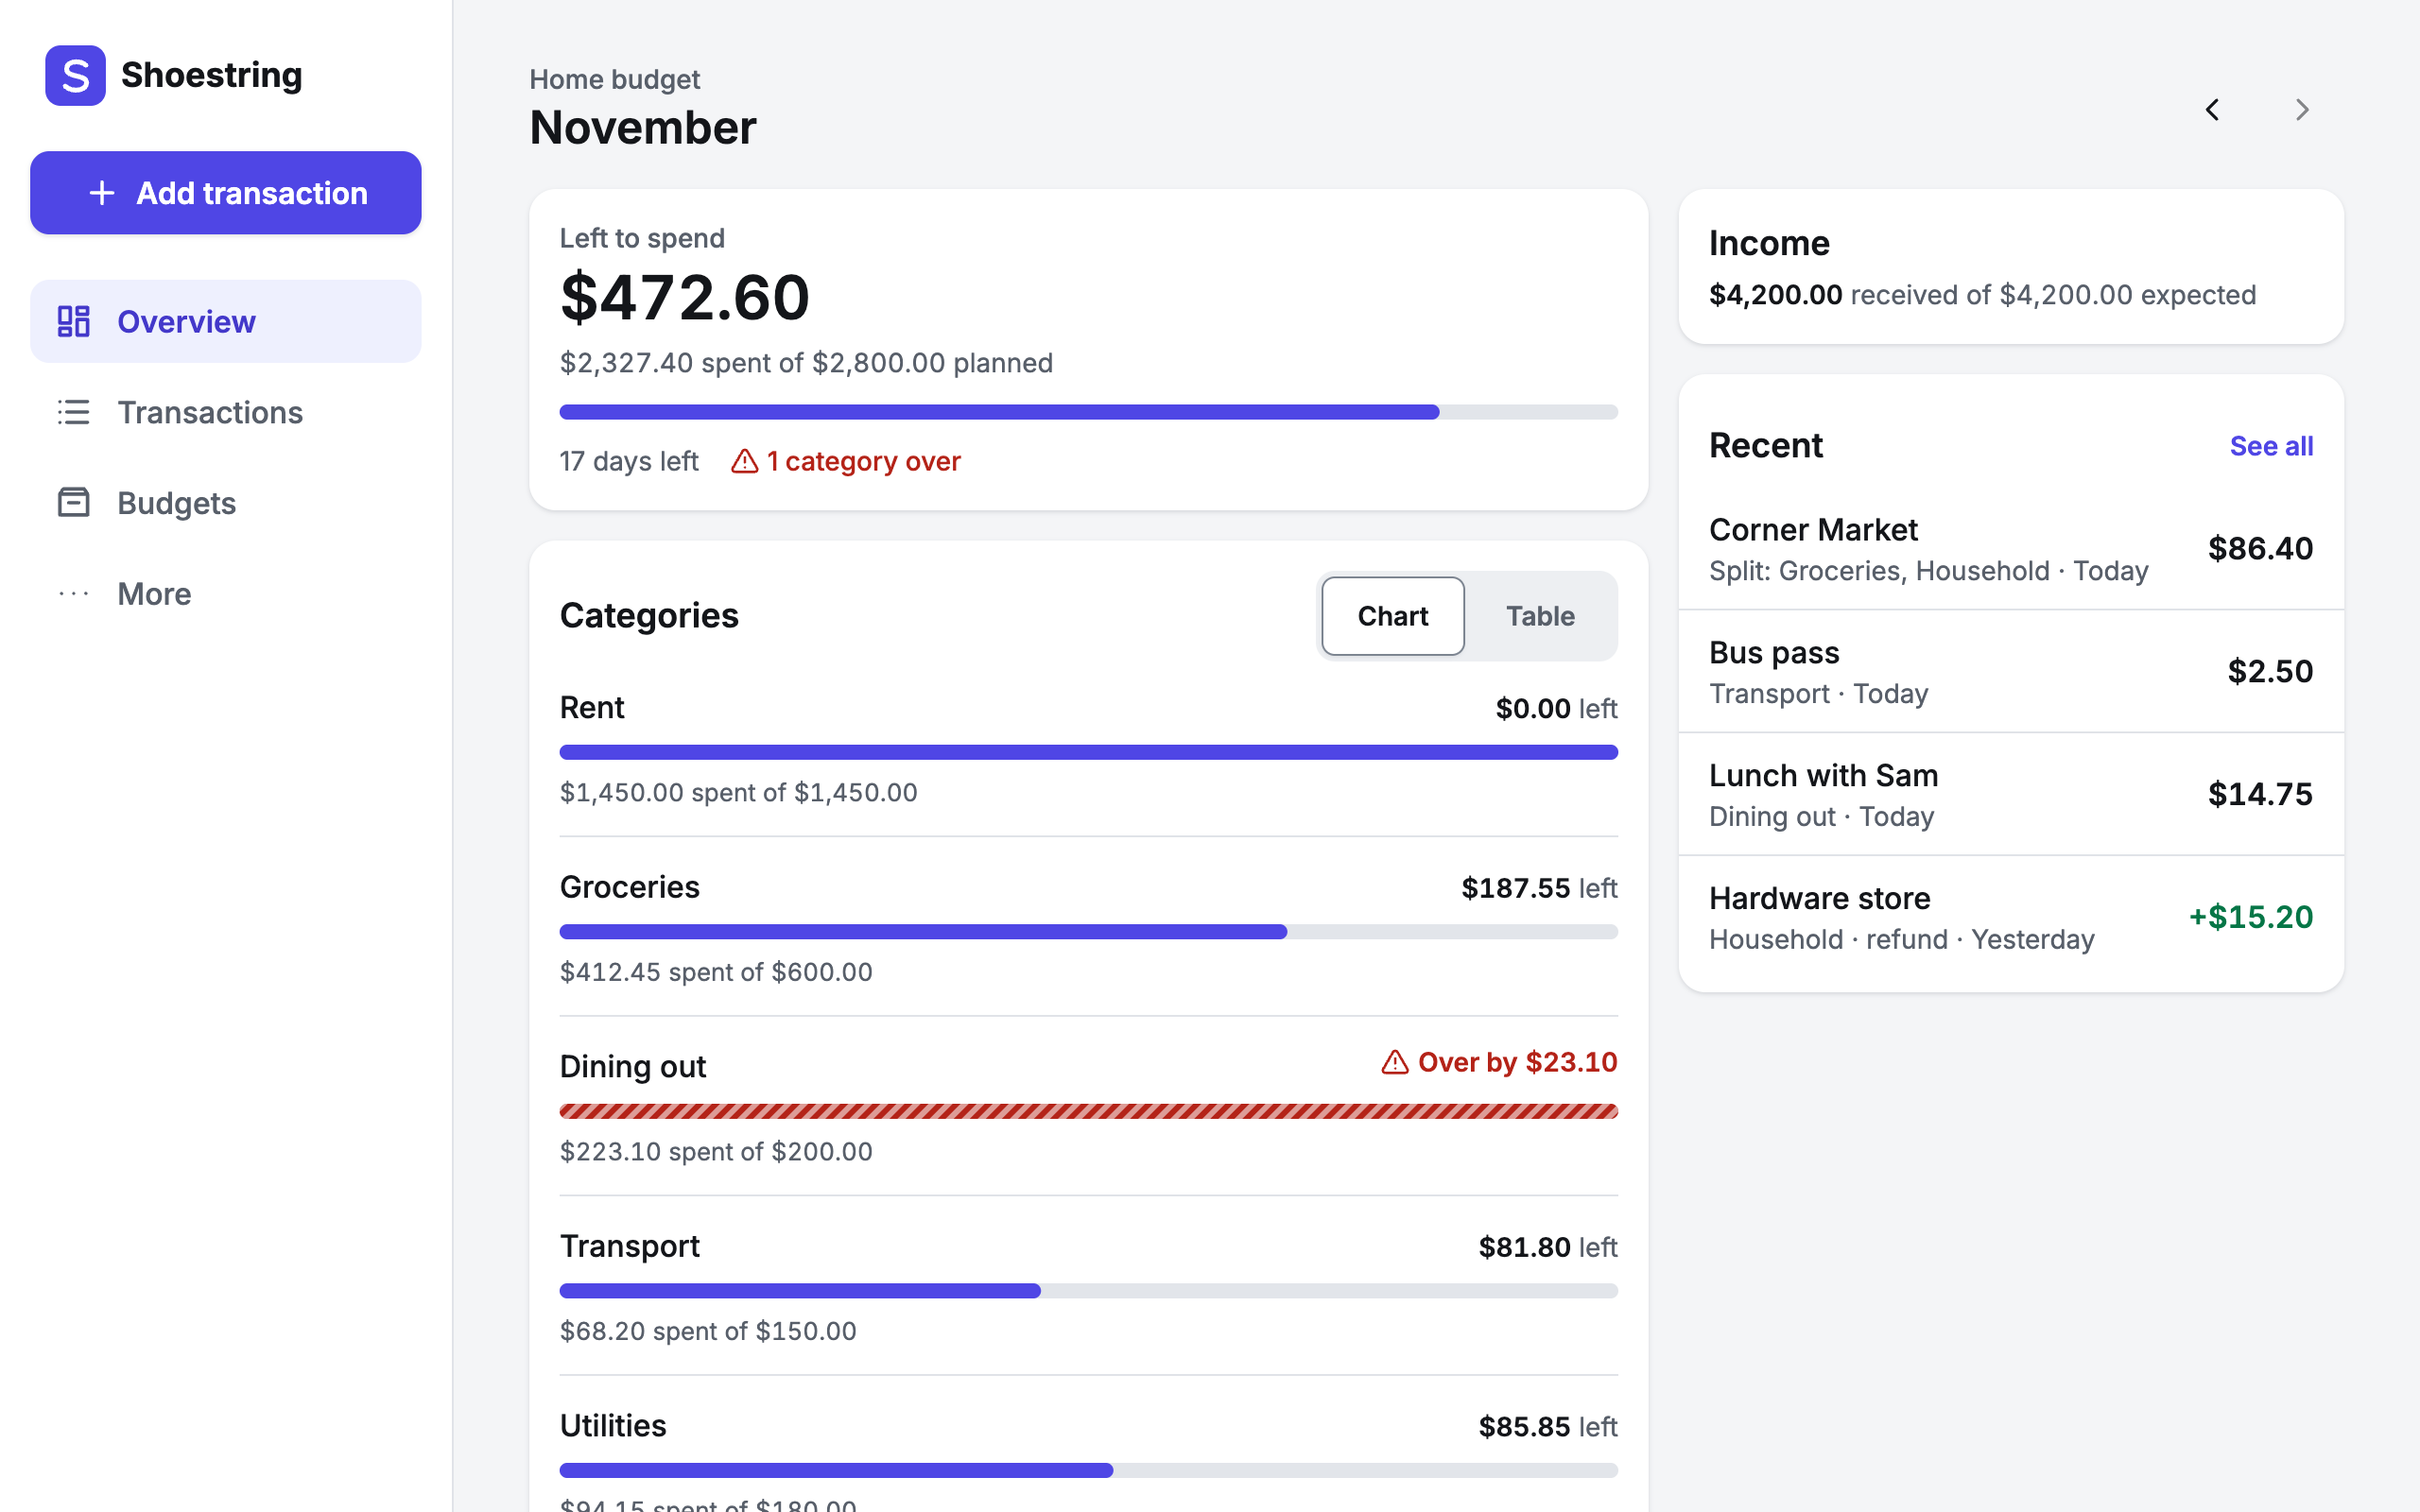 S Shoestring
+ Add transaction
Overview
Transactions
Budgets
More
Home budget
November
Left to spend
$472.60
$2,327.40 spent of $2,800.00 planned
17 days left
1 category over
Categories
Chart
Table
Rent
$0.00 left
$1,450.00 spent of $1,450.00
Groceries
$187.55 left
$412.45 spent of $600.00
Dining out
Over by $23.10
$223.10 spent of $200.00
Transport
$81.80 left
$68.20 spent of $150.00
Utilities
$85.85 left
$94.15 spent of $180.00
Income
$4,200.00 received of $4,200.00 expected
Recent
See all
Corner Market
$86.40
Split: Groceries, Household · Today
Bus pass
$2.50
Transport · Today
Lunch with Sam
$14.75
Dining out · Today
Hardware store
+$15.20
Household · refund · Yesterday